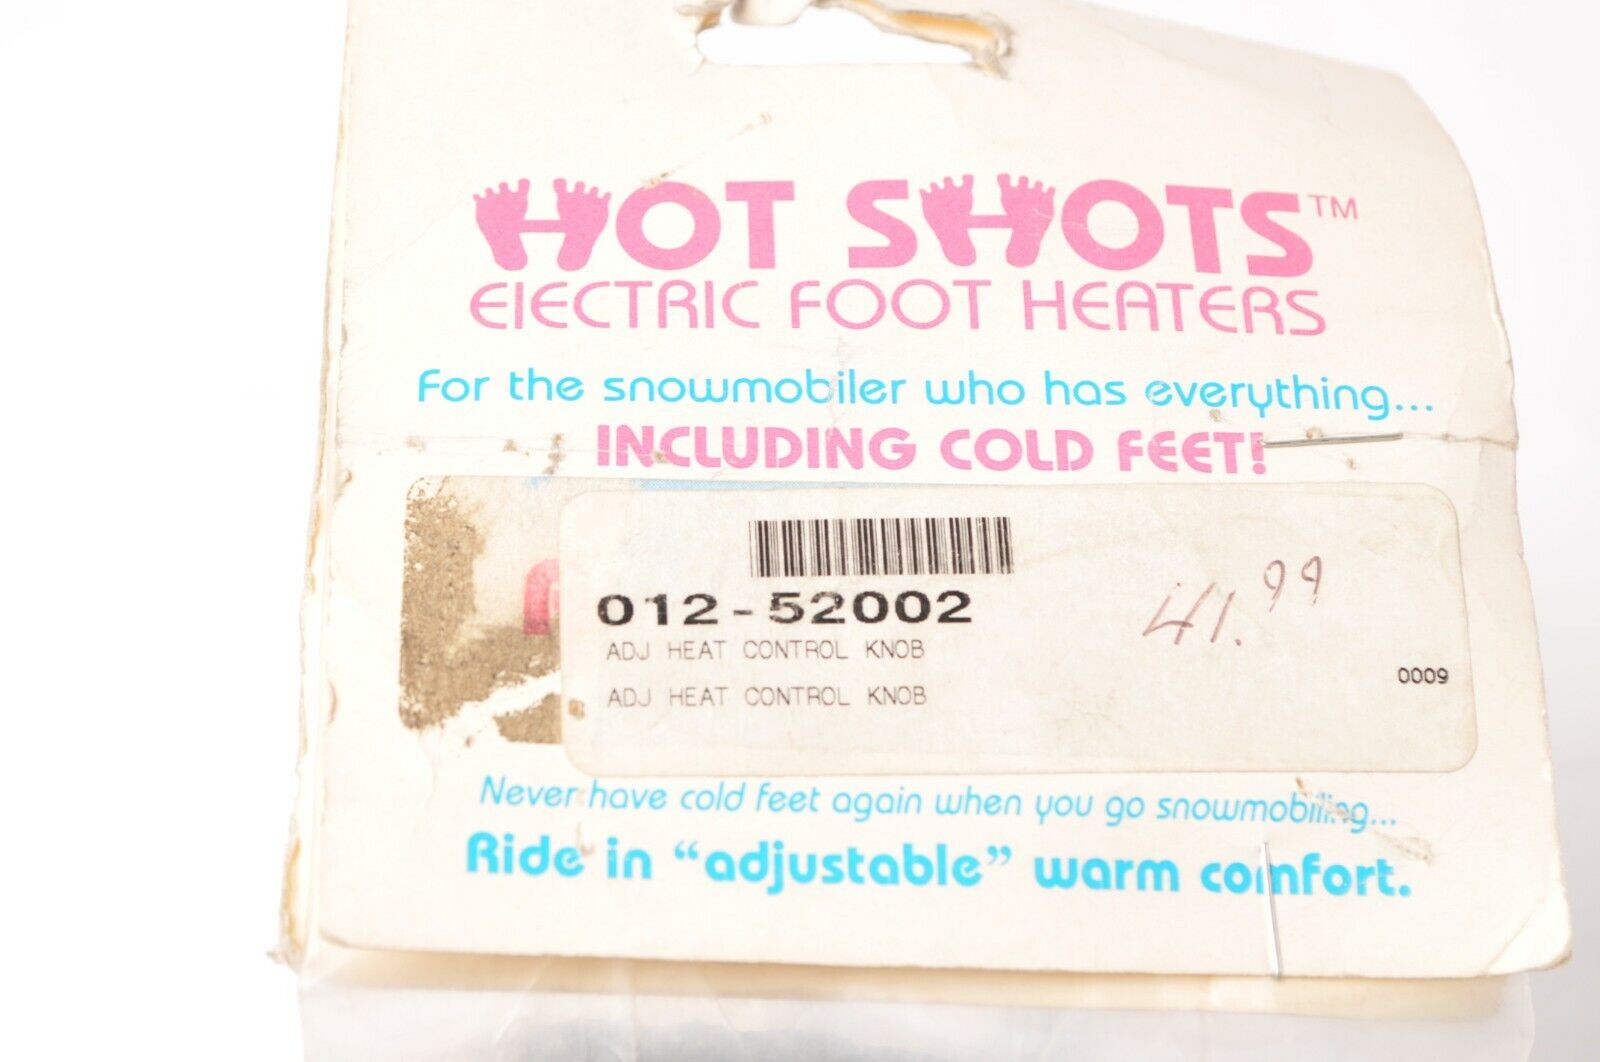 HOT SHOTS™
ELECTRIC FOOT HEATERS
For the snowmobiler who has everything...
INCLUDING COLD FEET!
012-52002
41.99
ADJ HEAT CONTROL KNOB
0009
ADJ HEAT CONTROL KNOB
Never have cold feet again when you go snowmobiling...
Ride in "adjustable" warm comfort.